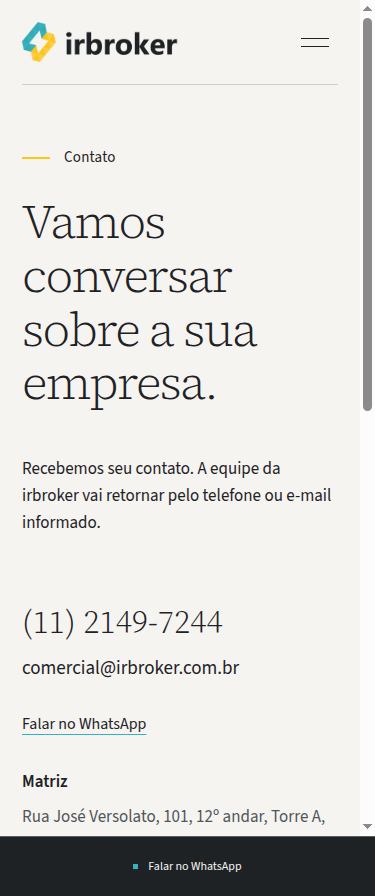 irbroker
Contato
Vamos
conversar
sobre a sua
empresa.
Recebemos seu contato. A equipe da
irbroker vai retornar pelo telefone ou e-mail
informado.
(11) 2149-7244
comercial@irbroker.com.br
Falar no WhatsApp
Matriz
Rua José Versolato, 101, 12º andar, Torre A,
Falar no WhatsApp